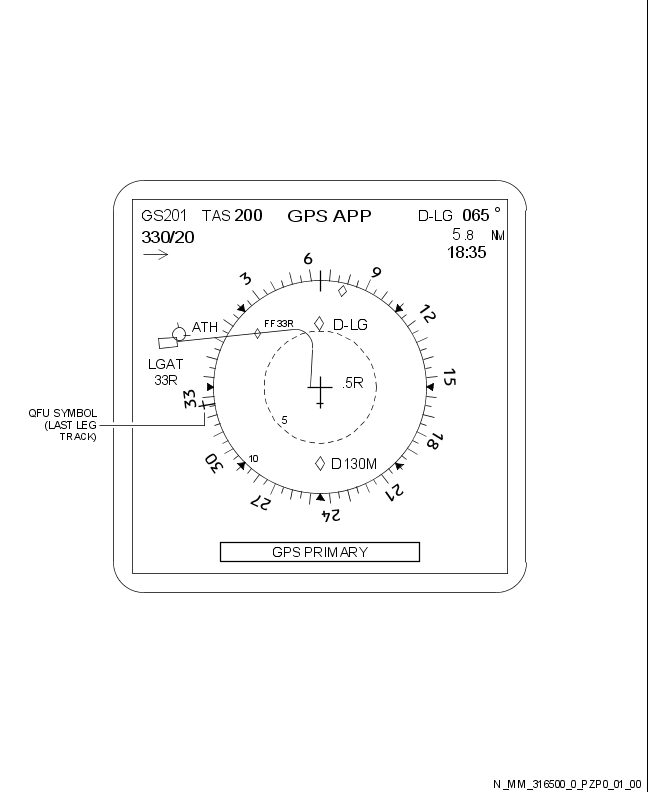 GS201 TAS 200 GPS APP D-LG 065 °
330/20 5.8 NM
18:35
6
3 9
12
ATH FF33R D-LG
LGAT
33R
.5R 15
33
QFU SYMBOL
(LAST LEG
TRACK)
5
18
30 10 D130M
27 21
24
GPS PRIMARY
N_MM_316500_0_PZP0_01_00